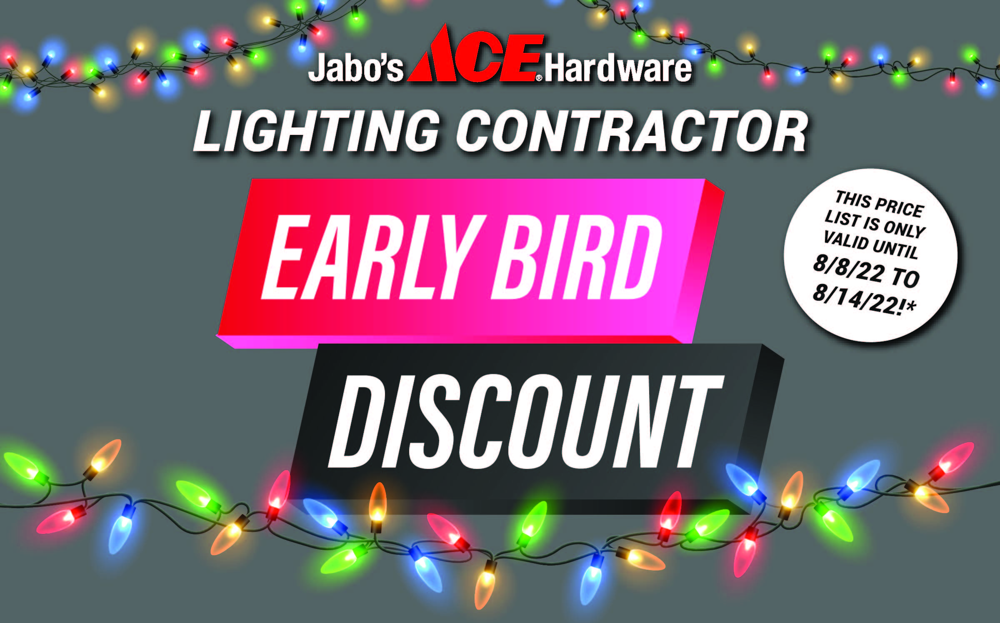 Jabo's ACE® Hardware
LIGHTING CONTRACTOR
EARLY BIRD
DISCOUNT
THIS PRICE
LIST IS ONLY
VALID UNTIL
8/8/22 TO
8/14/22!*